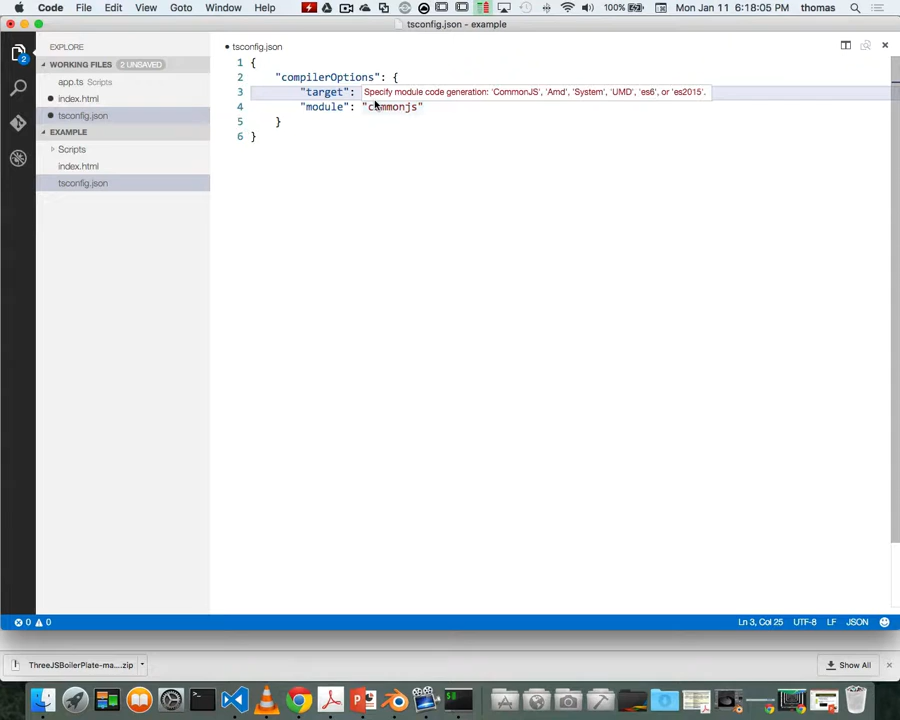 Code File Edit View Goto Window Help 100% Mon Jan 11 6:18:05 PM thomas
tsconfig.json - example
EXPLORE
WORKING FILES 2 UNSAVED
app.ts Scripts
index.html
tsconfig.json
EXAMPLE
Scripts
index.html
tsconfig.json
2
tsconfig.json
1 {
2 "compilerOptions": {
3 "target":
Specify module code generation: 'CommonJS', 'Amd', 'System', 'UMD', 'es6', or 'es2015'.
4 "module": "commonjs"
5 }
6 }
0 0 Ln 3, Col 25 UTF-8 LF JSON
ThreeJSBoilerPlate-ma....zip Show All